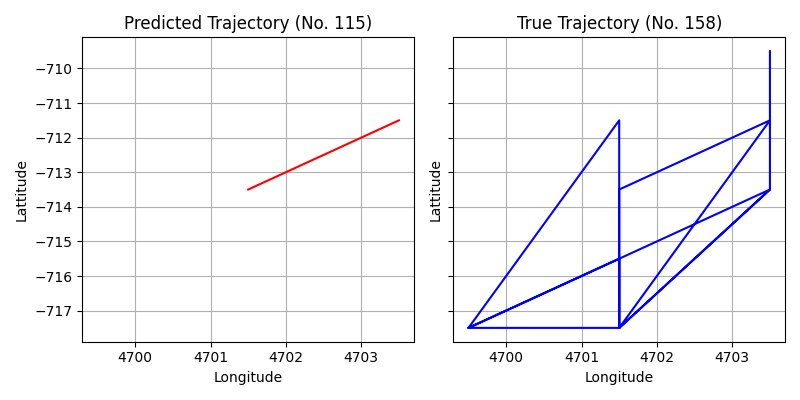 Predicted Trajectory (No. 115)
True Trajectory (No. 158)
−710
−711
−712
−713
−714
−715
−716
−717
Lattitude
Lattitude
4700 4701 4702 4703
4700 4701 4702 4703
Longitude
Longitude